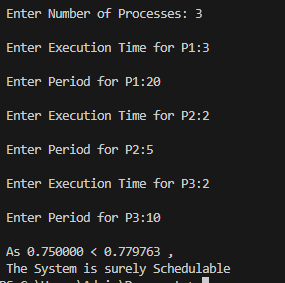 Enter Number of Processes: 3
Enter Execution Time for P1:3
Enter Period for P1:20
Enter Execution Time for P2:2
Enter Period for P2:5
Enter Execution Time for P3:2
Enter Period for P3:10
As 0.750000 < 0.779763 ,
The System is surely Schedulable